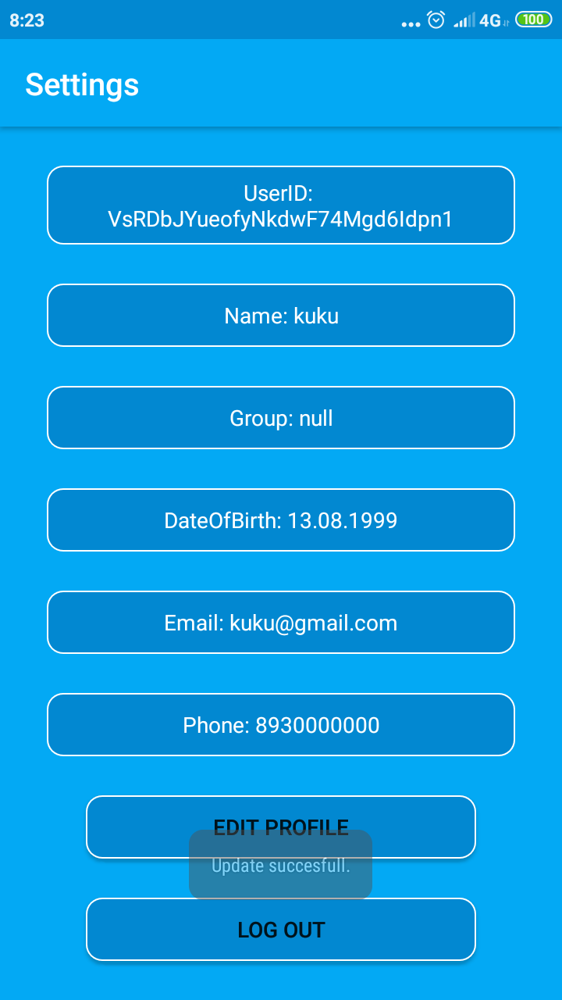 8:23
4G
100
Settings
UserID:
VsRDbJYueofyNkdwF74Mgd6Idpn1
Name: kuku
Group: null
DateOfBirth: 13.08.1999
Email: kuku@gmail.com
Phone: 8930000000
EDIT PROFILE
Update succesfull.
LOG OUT